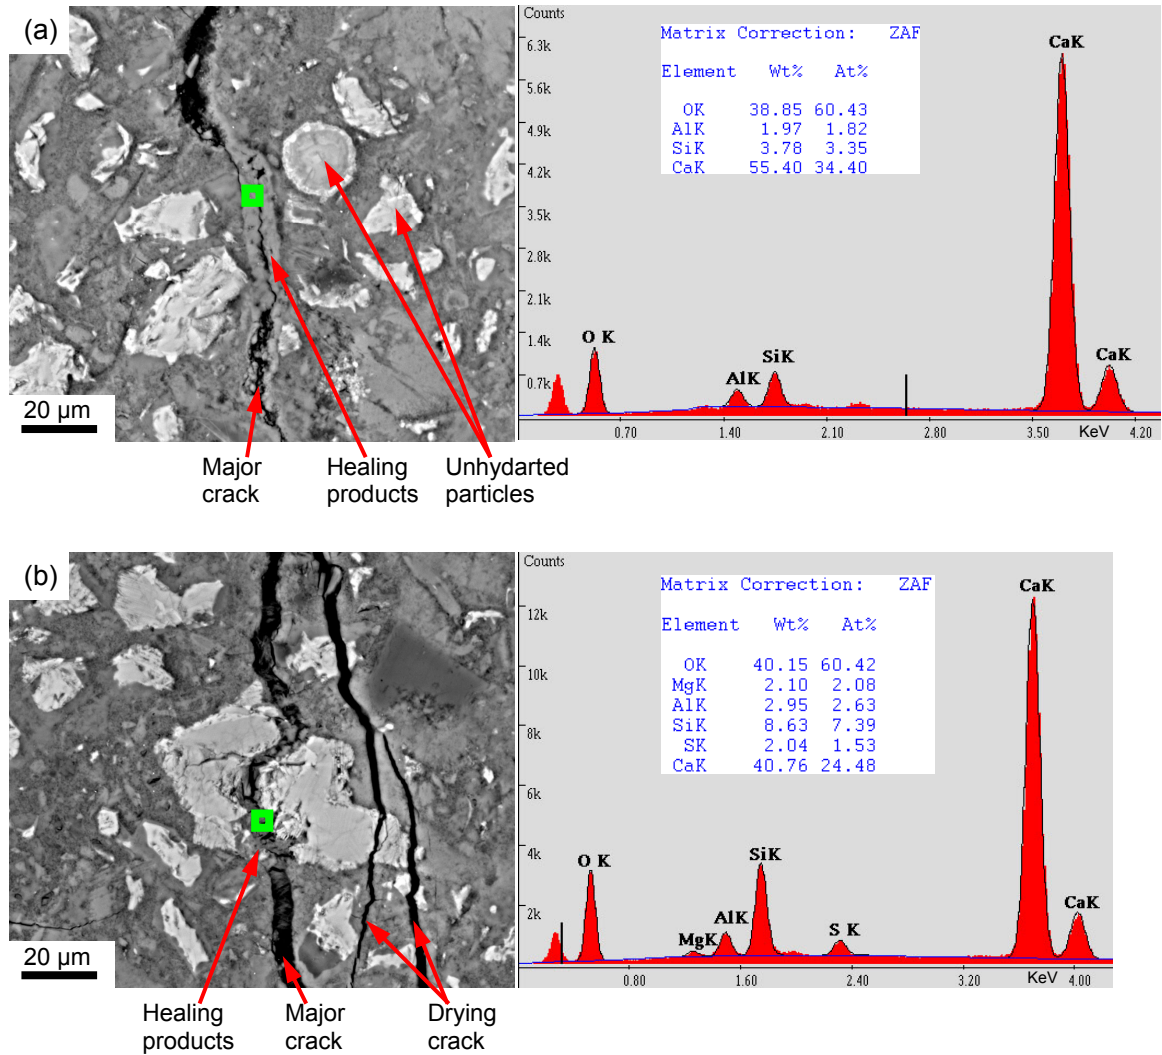 (a)
20 µm
Major crack
Healing products
Unhydarted particles
Counts
6.3k
5.6k
4.9k
4.2k
3.5k
2.8k
2.1k
1.4k
0.7k
Matrix Correction: ZAF
Element Wt% At%
OK 38.85 60.43
AlK 1.97 1.82
SiK 3.78 3.35
CaK 55.40 34.40
O K
AlK
SiK
CaK
CaK
0.70 1.40 2.10 2.80 3.50 KeV 4.20
(b)
20 µm
Healing products
Major crack
Drying crack
Counts
12k
10k
8k
6k
4k
2k
Matrix Correction: ZAF
Element Wt% At%
OK 40.15 60.42
MgK 2.10 2.08
AlK 2.95 2.63
SiK 8.63 7.39
SK 2.04 1.53
CaK 40.76 24.48
O K
MgK
AlK
SiK
S K
CaK
CaK
0.80 1.60 2.40 3.20 KeV 4.00